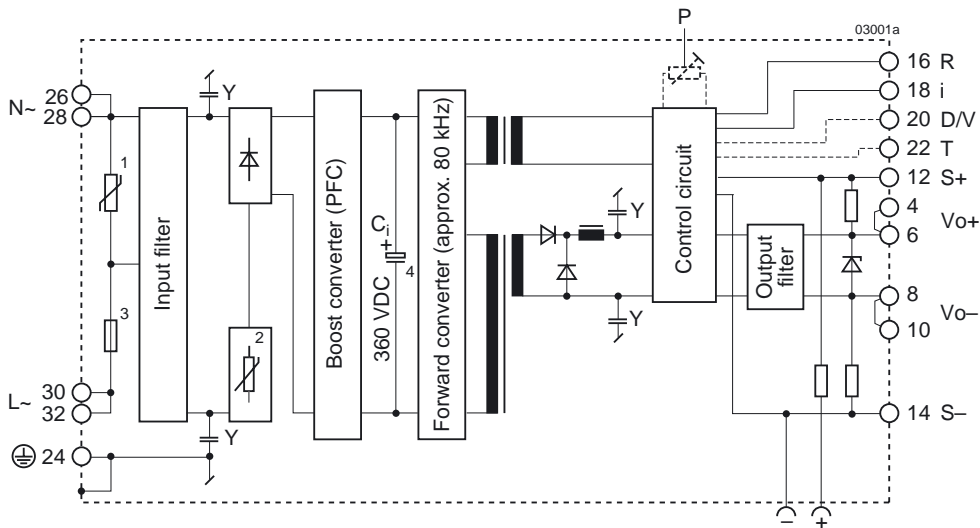 P
03001a
N~
26
28
Y
1
3
L~
30
32
24
Input filter
2
Y
Boost converter (PFC)
Ci
+
4
360 VDC
Forward converter (approx. 80 kHz)
Y
Y
Control circuit
Output
filter
16 R
18 i
20 D/V
22 T
12 S+
4
Vo+
6
8
Vo–
10
14 S–
–
+